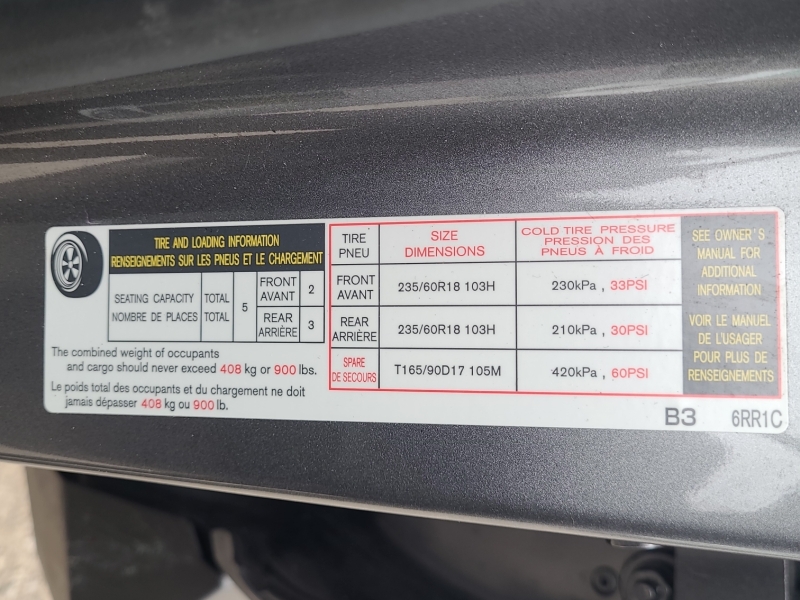 TIRE AND LOADING INFORMATION
RENSEIGNEMENTS SUR LES PNEUS ET LE CHARGEMENT
SEATING CAPACITY TOTAL 5 FRONT AVANT 2
NOMBRE DE PLACES TOTAL REAR ARRIÈRE 3
The combined weight of occupants
and cargo should never exceed 408 kg or 900 lbs.
Le poids total des occupants et du chargement ne doit
jamais dépasser 408 kg ou 900 lb.
TIRE PNEU SIZE DIMENSIONS COLD TIRE PRESSURE PRESSION DES PNEUS À FROID
FRONT AVANT 235/60R18 103H 230kPa , 33PSI
REAR ARRIÈRE 235/60R18 103H 210kPa , 30PSI
SPARE DE SECOURS T165/90D17 105M 420kPa , 60PSI
SEE OWNER'S
MANUAL FOR
ADDITIONAL
INFORMATION
VOIR LE MANUEL
DE L'USAGER
POUR PLUS DE
RENSEIGNEMENTS
B3 6RR1C